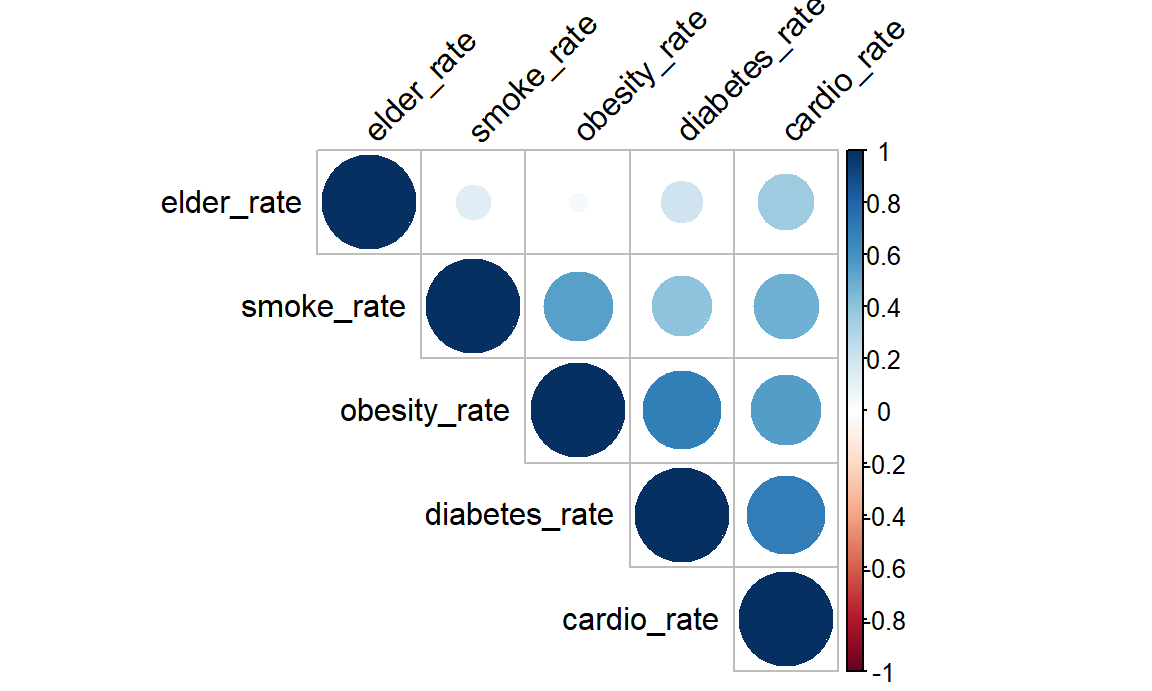 elder_rate
smoke_rate
obesity_rate
diabetes_rate
cardio_rate
elder_rate
smoke_rate
obesity_rate
diabetes_rate
cardio_rate
1
0.8
0.6
0.4
0.2
0
-0.2
-0.4
-0.6
-0.8
-1